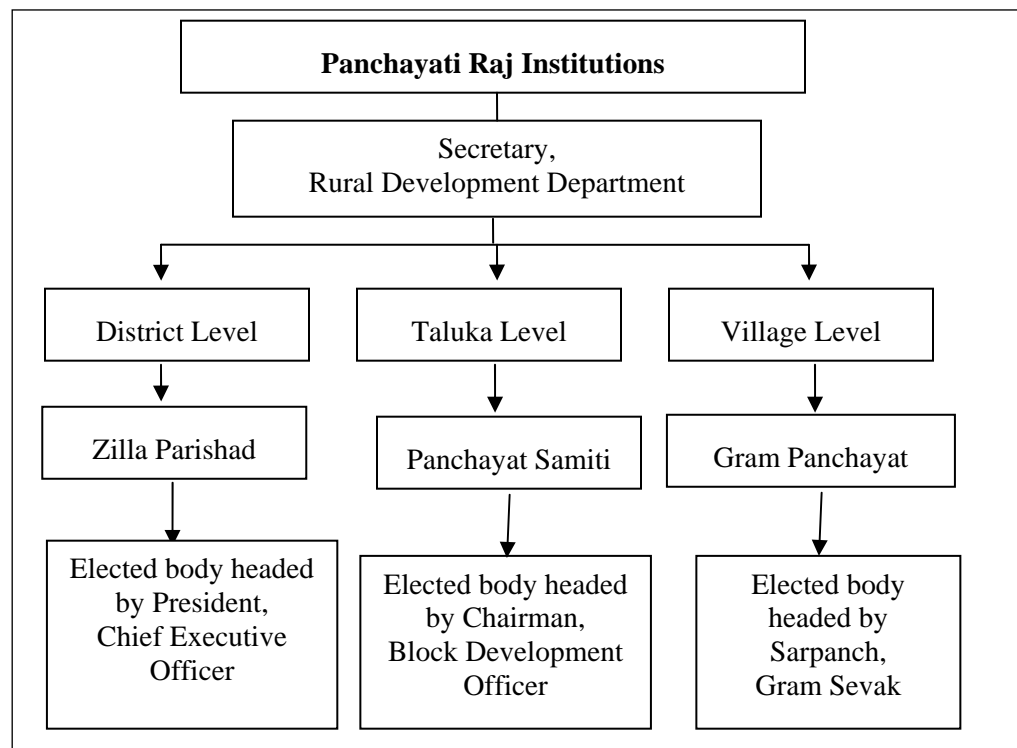 Panchayati Raj Institutions
Secretary,
Rural Development Department
District Level
Taluka Level
Village Level
Zilla Parishad
Panchayat Samiti
Gram Panchayat
Elected body headed
by President,
Chief Executive
Officer
Elected body headed
by Chairman,
Block Development
Officer
Elected body
headed by
Sarpanch,
Gram Sevak